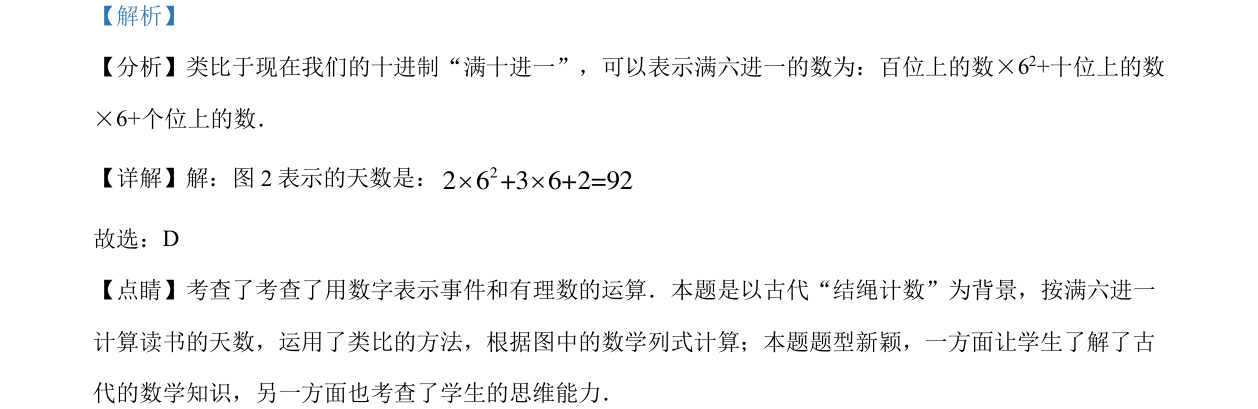 【解析】
【分析】类比于现在我们的十进制“满十进一”，可以表示满六进一的数为：百位上的数×6²+十位上的数
×6+个位上的数．
【详解】解：图 2 表示的天数是：2×6²+3×6+2=92
故选：D
【点睛】考查了考查了用数字表示事件和有理数的运算．本题是以古代“结绳计数”为背景，按满六进一
计算读书的天数，运用了类比的方法，根据图中的数学列式计算；本题题型新颖，一方面让学生了解了古
代的数学知识，另一方面也考查了学生的思维能力．